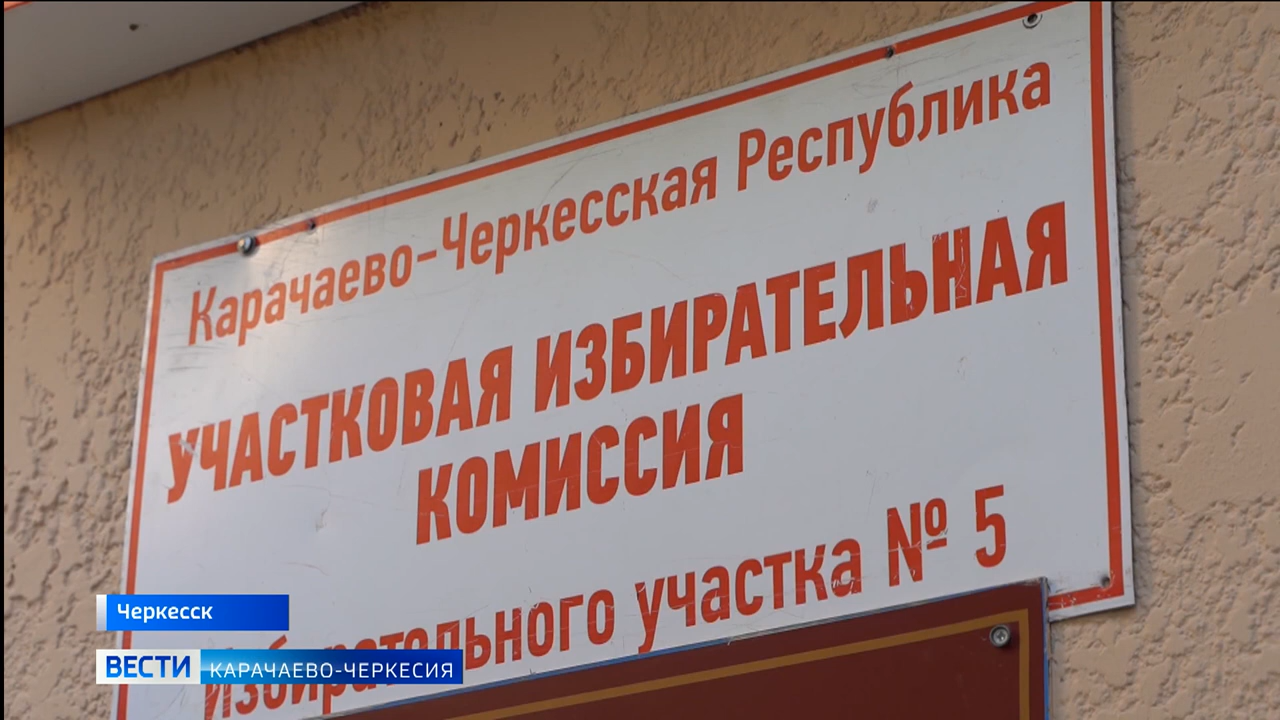 Карачаево-Черкесская Республика
УЧАСТКОВАЯ ИЗБИРАТЕЛЬНАЯ
КОМИССИЯ
избирательного участка № 5
Черкесск
ВЕСТИ КАРАЧАЕВО-ЧЕРКЕСИЯ